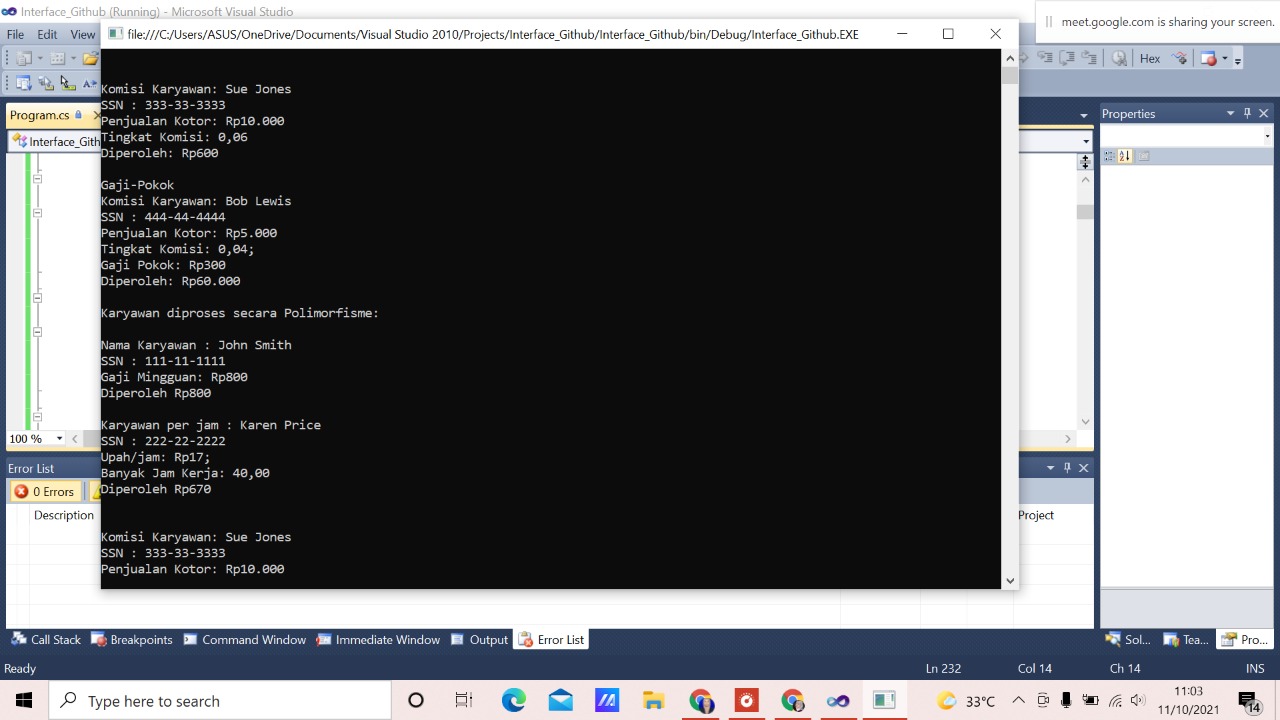 Interface_Github (Running) - Microsoft Visual Studio
meet.google.com is sharing your screen.
File Edit View
file:///C:/Users/ASUS/OneDrive/Documents/Visual Studio 2010/Projects/Interface_Github/Interface_Github/bin/Debug/Interface_Github.EXE
Hex
Program.cs
Interface_Gith
Properties
Komisi Karyawan: Sue Jones
SSN : 333-33-3333
Penjualan Kotor: Rp10.000
Tingkat Komisi: 0,06
Diperoleh: Rp600
Gaji-Pokok
Komisi Karyawan: Bob Lewis
SSN : 444-44-4444
Penjualan Kotor: Rp5.000
Tingkat Komisi: 0,04;
Gaji Pokok: Rp300
Diperoleh: Rp60.000
Karyawan diproses secara Polimorfisme:
Nama Karyawan : John Smith
SSN : 111-11-1111
Gaji Mingguan: Rp800
Diperoleh Rp800
Karyawan per jam : Karen Price
SSN : 222-22-2222
Upah/jam: Rp17;
Banyak Jam Kerja: 40,00
Diperoleh Rp670
Komisi Karyawan: Sue Jones
SSN : 333-33-3333
Penjualan Kotor: Rp10.000
100 %
Error List
0 Errors
Description
Project
Call Stack Breakpoints Command Window Immediate Window Output Error List
Sol... Tea... Pro...
Ready Ln 232 Col 14 Ch 14 INS
Type here to search
33°C
11:03
11/10/2021
14